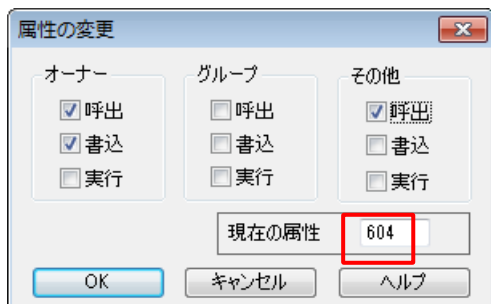 属性の変更
オーナー グループ その他
呼出 呼出 呼出
書込 書込 書込
実行 実行 実行
現在の属性 604
OK キャンセル ヘルプ